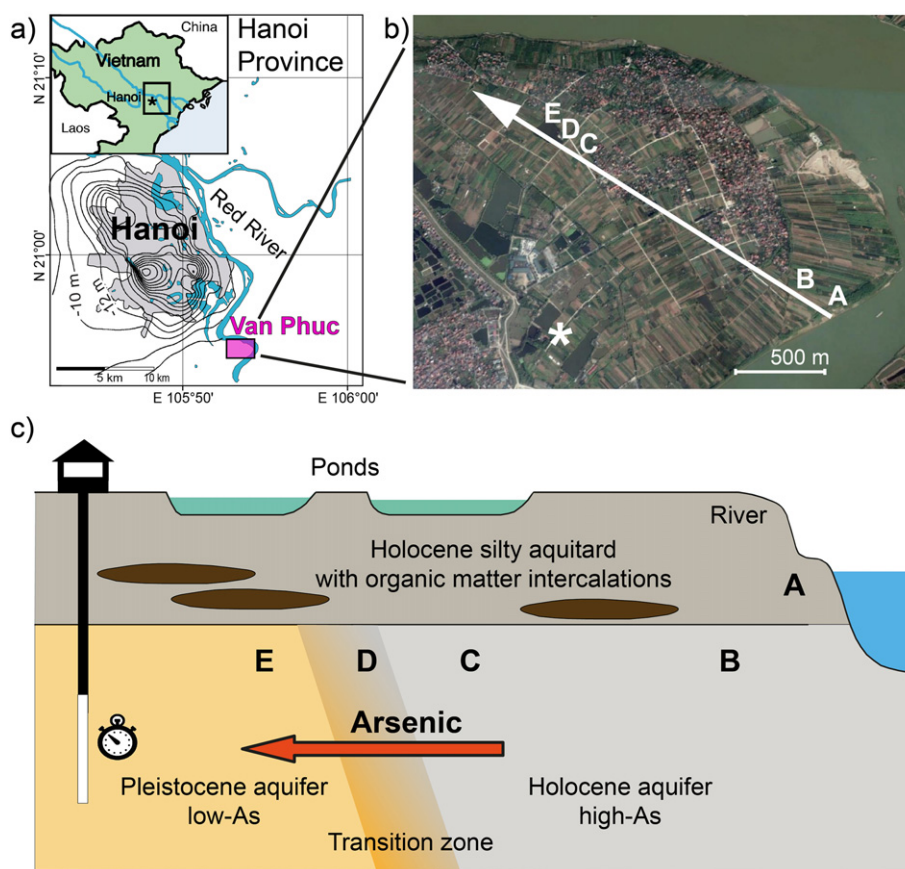 a)
China
Vietnam
Hanoi
*
Laos
Hanoi
Province
N 21°10'
N 21°00'
Hanoi
Red River
-10 m
-12 m
Van Phuc
5 km
10 km
E 105°50'
E 106°00'
b)
E
D
C
B
A
*
500 m
c)
Ponds
River
Holocene silty aquitard
with organic matter intercalations
A
E
D
C
B
Arsenic
Pleistocene aquifer
low-As
Holocene aquifer
high-As
Transition zone